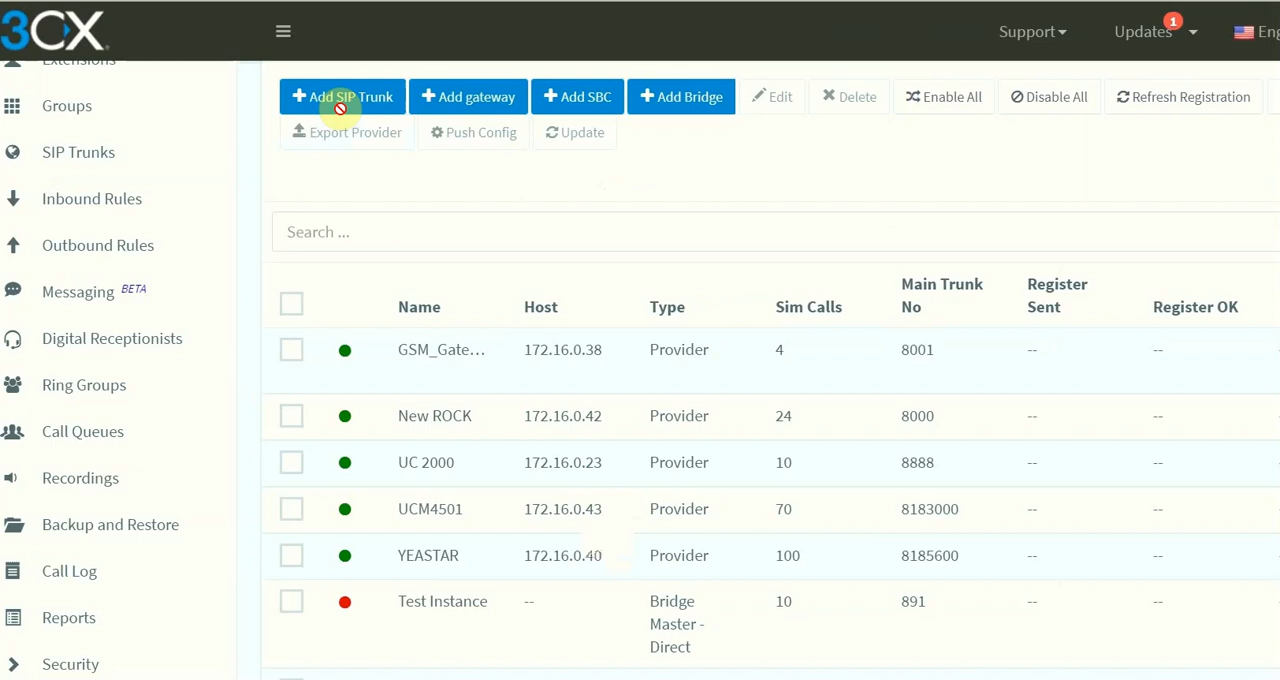 3CX
Support
Updates
1
Eng
Extensions
Groups
SIP Trunks
Inbound Rules
Outbound Rules
Messaging BETA
Digital Receptionists
Ring Groups
Call Queues
Recordings
Backup and Restore
Call Log
Reports
Security
+ Add SIP Trunk
+ Add gateway
+ Add SBC
+ Add Bridge
Edit
Delete
Enable All
Disable All
Refresh Registration
Export Provider
Push Config
Update
Search ...
Name Host Type Sim Calls Main Trunk No Register Sent Register OK
GSM_Gate... 172.16.0.38 Provider 4 8001 -- --
New ROCK 172.16.0.42 Provider 24 8000 -- --
UC 2000 172.16.0.23 Provider 10 8888 -- --
UCM4501 172.16.0.43 Provider 70 8183000 -- --
YEASTAR 172.16.0.40 Provider 100 8185600 -- --
Test Instance -- Bridge Master - Direct 10 891 -- --